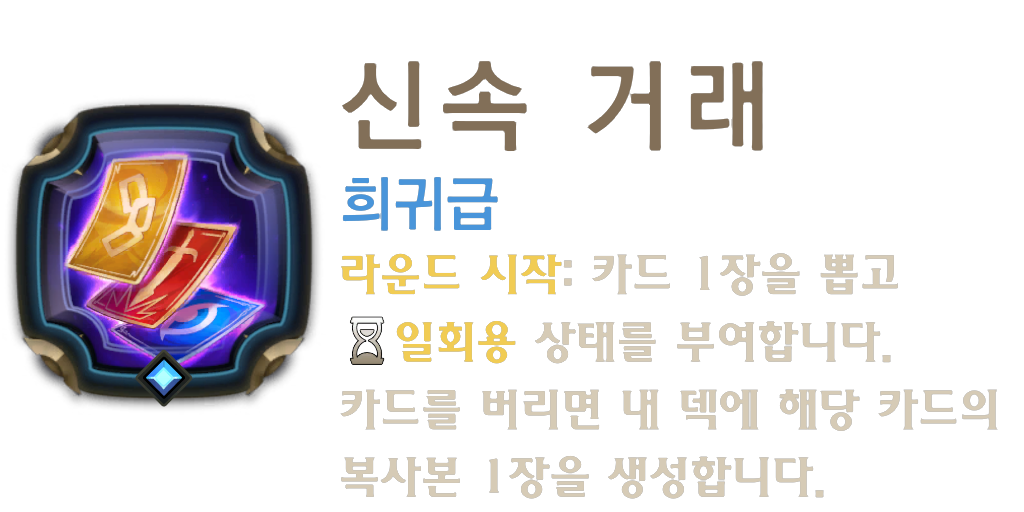 신속 거래
희귀급
라운드 시작: 카드 1장을 뽑고
일회용 상태를 부여합니다.
카드를 버리면 내 덱에 해당 카드의
복사본 1장을 생성합니다.